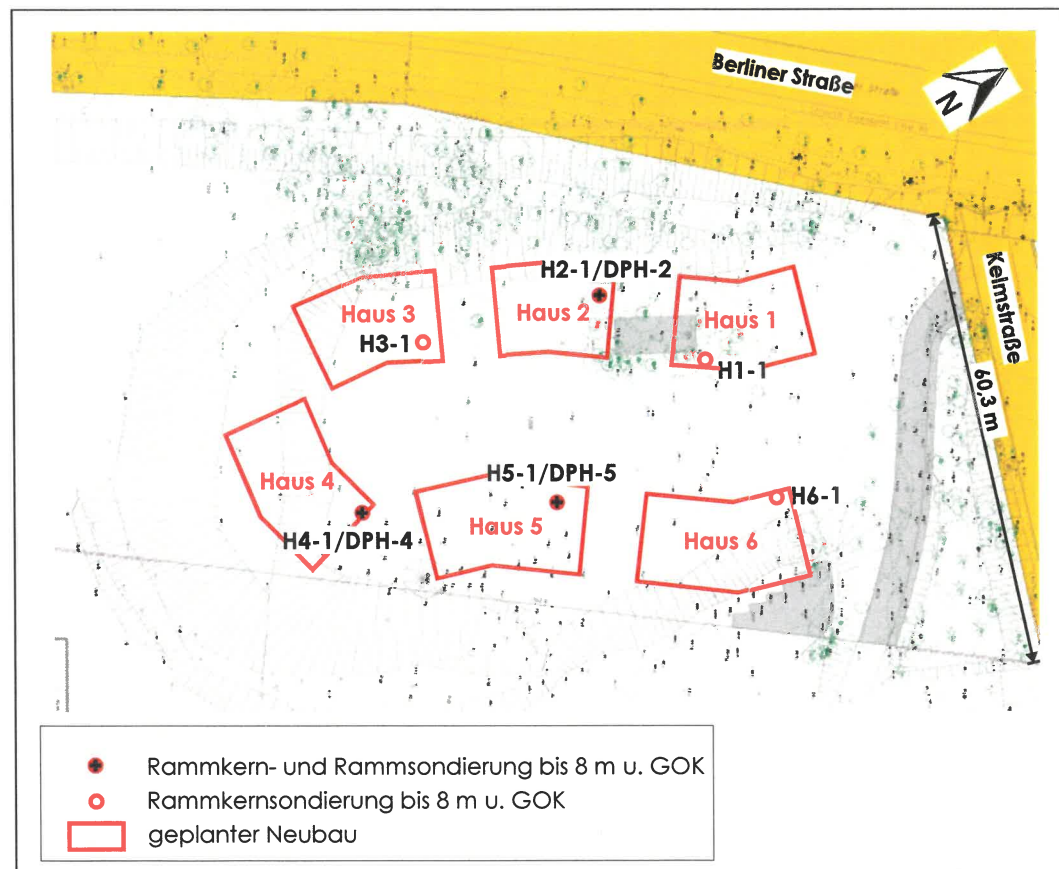 Berliner Straße
N
Kelmstraße
60,3 m
H2-1/DPH-2
Haus 3
Haus 2
Haus 1
H3-1
H1-1
Haus 4
H5-1/DPH-5
H6-1
Haus 5
Haus 6
H4-1/DPH-4
Rammkern- und Rammsondierung bis 8 m u. GOK
Rammkernsondierung bis 8 m u. GOK
geplanter Neubau